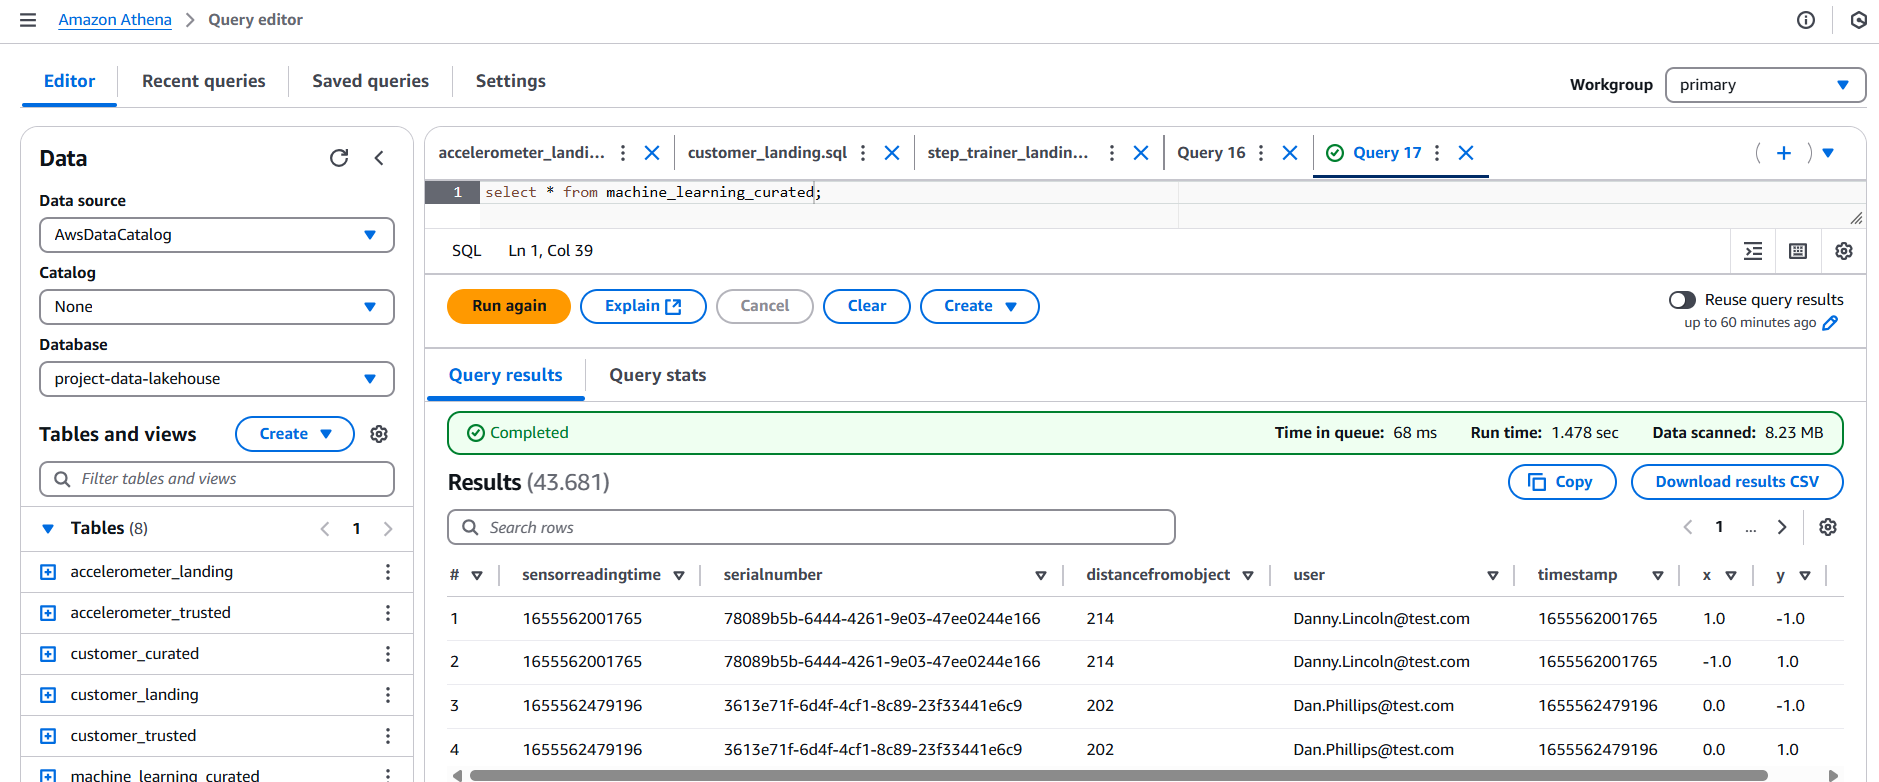 Amazon Athena > Query editor
Editor Recent queries Saved queries Settings
Workgroup primary
Data
Data source
AwsDataCatalog
Catalog
None
Database
project-data-lakehouse
Tables and views Create
Filter tables and views
Tables (8) 1
accelerometer_landing
accelerometer_trusted
customer_curated
customer_landing
customer_trusted
machine_learning_curated
accelerometer_landi... customer_landing.sql step_trainer_landin... Query 16 Query 17
1 select * from machine_learning_curated;
SQL Ln 1, Col 39
Run again Explain Cancel Clear Create
Reuse query results
up to 60 minutes ago
Query results Query stats
Completed Time in queue: 68 ms Run time: 1.478 sec Data scanned: 8.23 MB
Results (43.681) Copy Download results CSV
Search rows 1 ...
# sensorreadingtime serialnumber distancefromobject user timestamp x y
1 1655562001765 78089b5b-6444-4261-9e03-47ee0244e166 214 Danny.Lincoln@test.com 1655562001765 1.0 -1.0
2 1655562001765 78089b5b-6444-4261-9e03-47ee0244e166 214 Danny.Lincoln@test.com 1655562001765 -1.0 1.0
3 1655562479196 3613e71f-6d4f-4cf1-8c89-23f33441e6c9 202 Dan.Phillips@test.com 1655562479196 0.0 -1.0
4 1655562479196 3613e71f-6d4f-4cf1-8c89-23f33441e6c9 202 Dan.Phillips@test.com 1655562479196 0.0 1.0